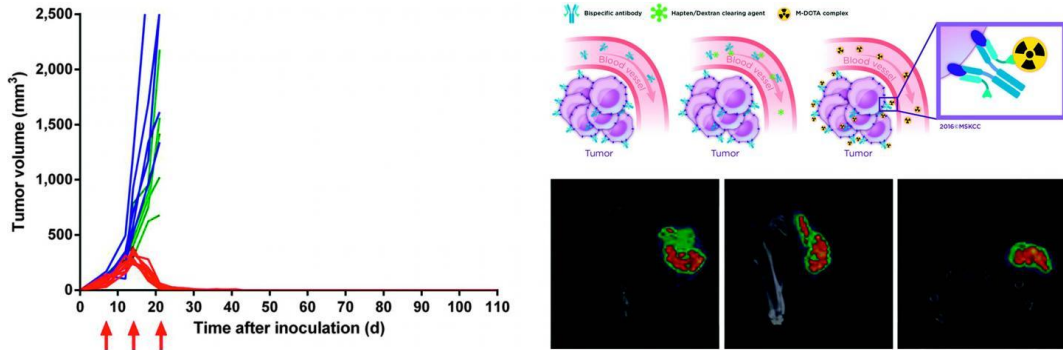 2,500
2,000
1,500
1,000
500
0
Tumor volume (mm³)
0 10 20 30 40 50 60 70 80 90 100 110
Time after inoculation (d)
Bispecific antibody
Hapten/Dextran clearing agent
M-DOTA complex
Blood vessel
Blood vessel
Blood vessel
Tumor
Tumor
Tumor
2016©MSKCC